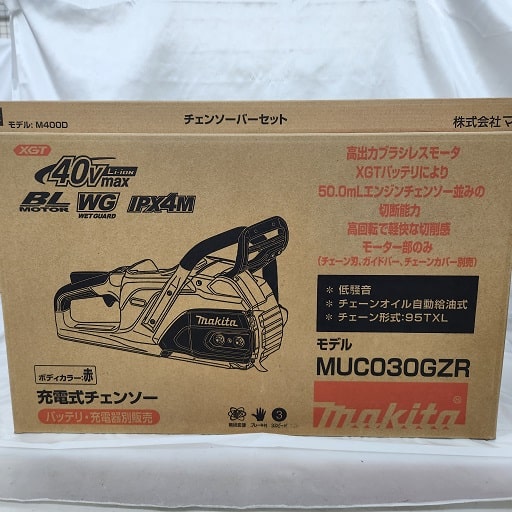 モデル: M400D
チェンソーバーセット
株式会社マ
XGT
40Vmax
Li-ion
BL
MOTOR
WG
WET GUARD
IPX4M
高出力ブラシレスモータ
XGTバッテリにより
50.0mLエンジンチェンソー並みの
切断能力
高回転で軽快な切削感
モーター部のみ
(チェーン刃、ガイドバー、チェーンカバー別売)
* 低騒音
* チェーンオイル自動給油式
* チェーン形式:95TXL
makita
モデル
MUC030GZR
ボディカラー:赤
充電式チェンソー
バッテリ・充電器別販売
3
makita